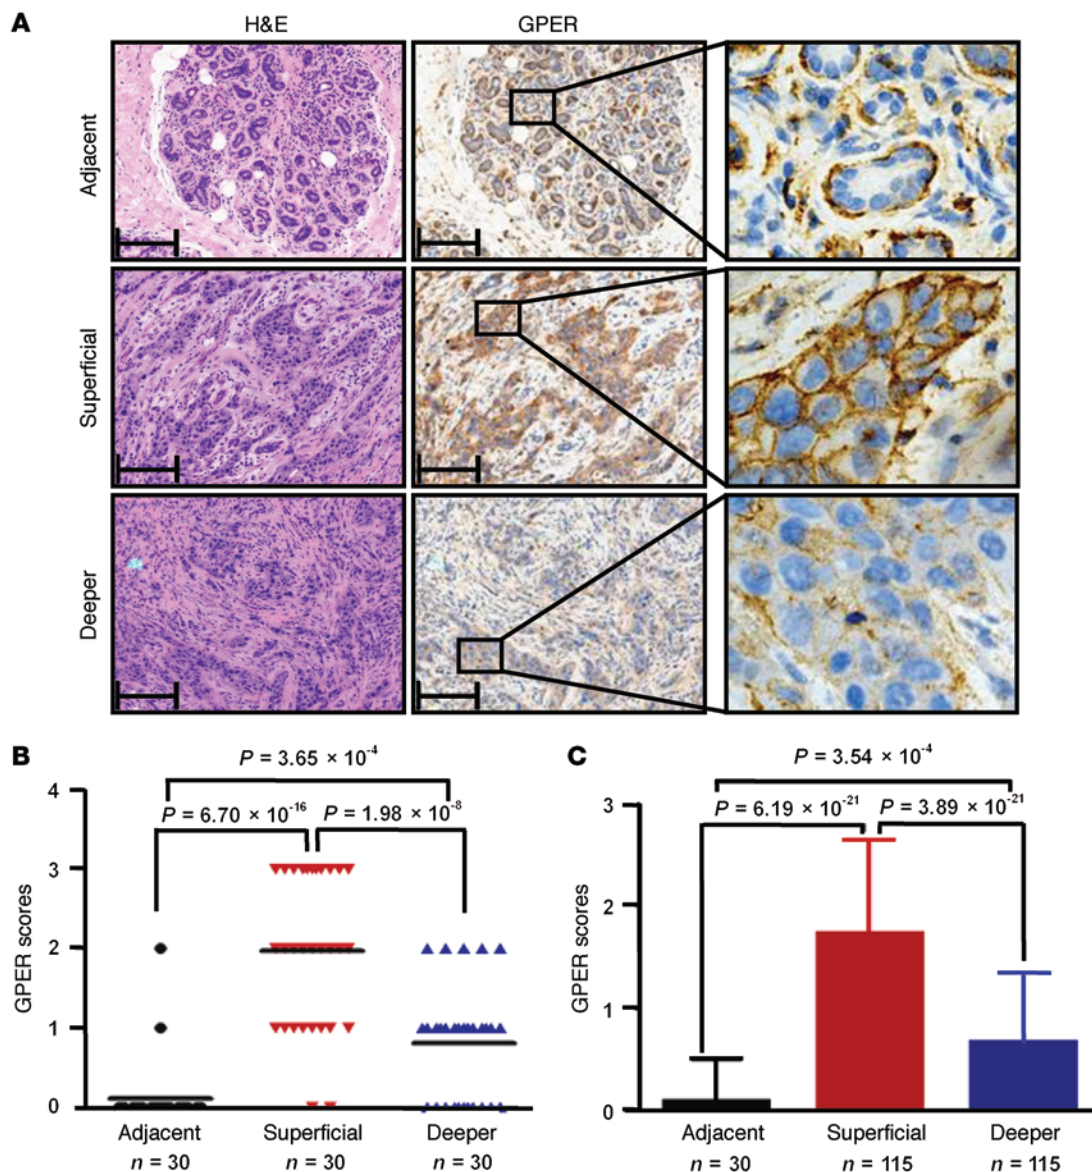 A
H&E GPER
Adjacent
Superficial
Deeper
B
P = 3.65 × 10⁻⁴
P = 6.70 × 10⁻¹⁶ P = 1.98 × 10⁻⁸
GPER scores
4
3
2
1
0
Adjacent Superficial Deeper
n = 30 n = 30 n = 30
C
P = 3.54 × 10⁻⁴
P = 6.19 × 10⁻²¹ P = 3.89 × 10⁻²¹
GPER scores
3
2
1
0
Adjacent Superficial Deeper
n = 30 n = 115 n = 115